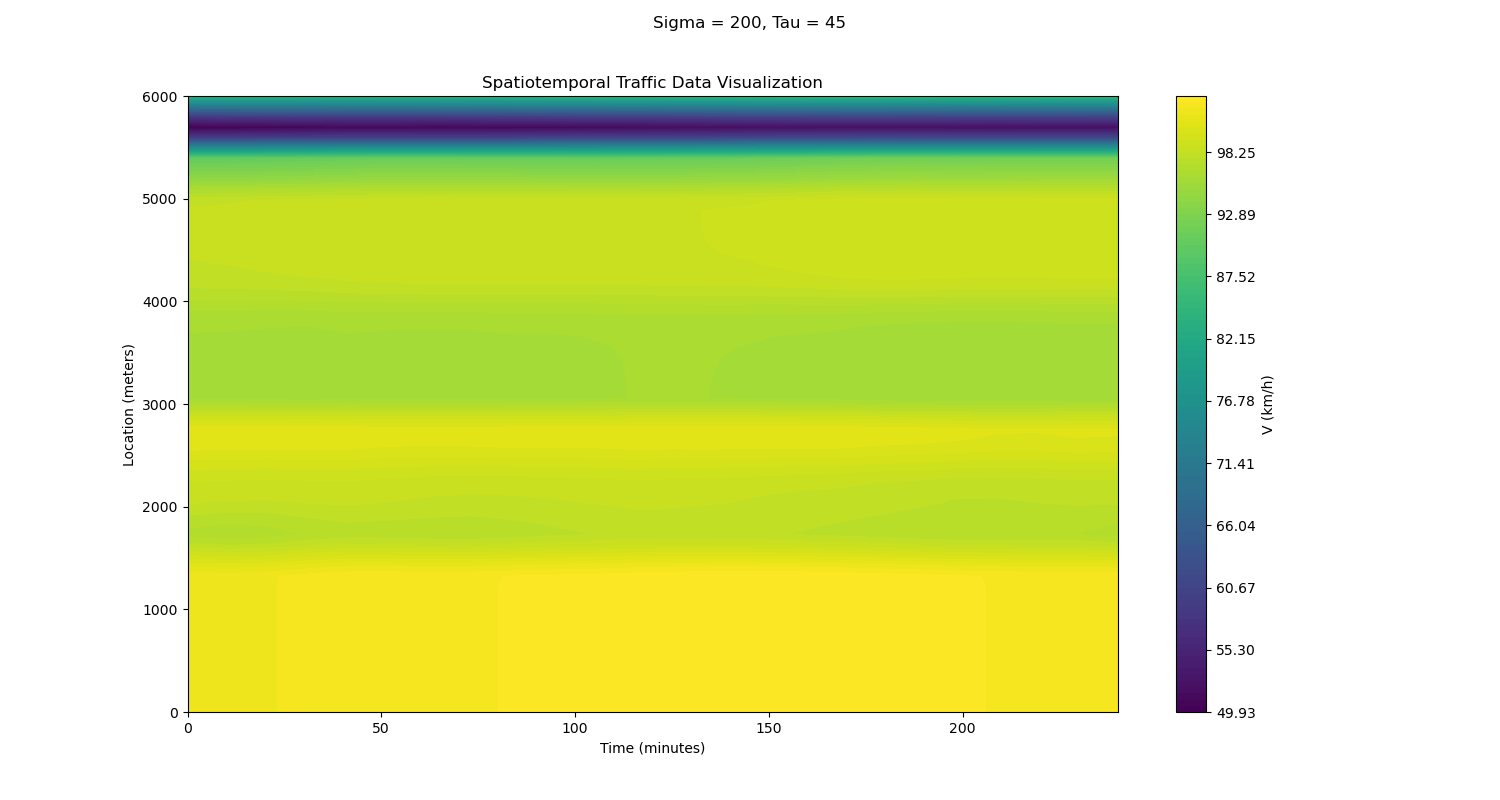 Sigma = 200, Tau = 45
Spatiotemporal Traffic Data Visualization
6000
5000
4000
3000
2000
1000
0
Location (meters)
0 50 100 150 200
Time (minutes)
98.25
92.89
87.52
82.15
76.78
71.41
66.04
60.67
55.30
49.93
V (km/h)